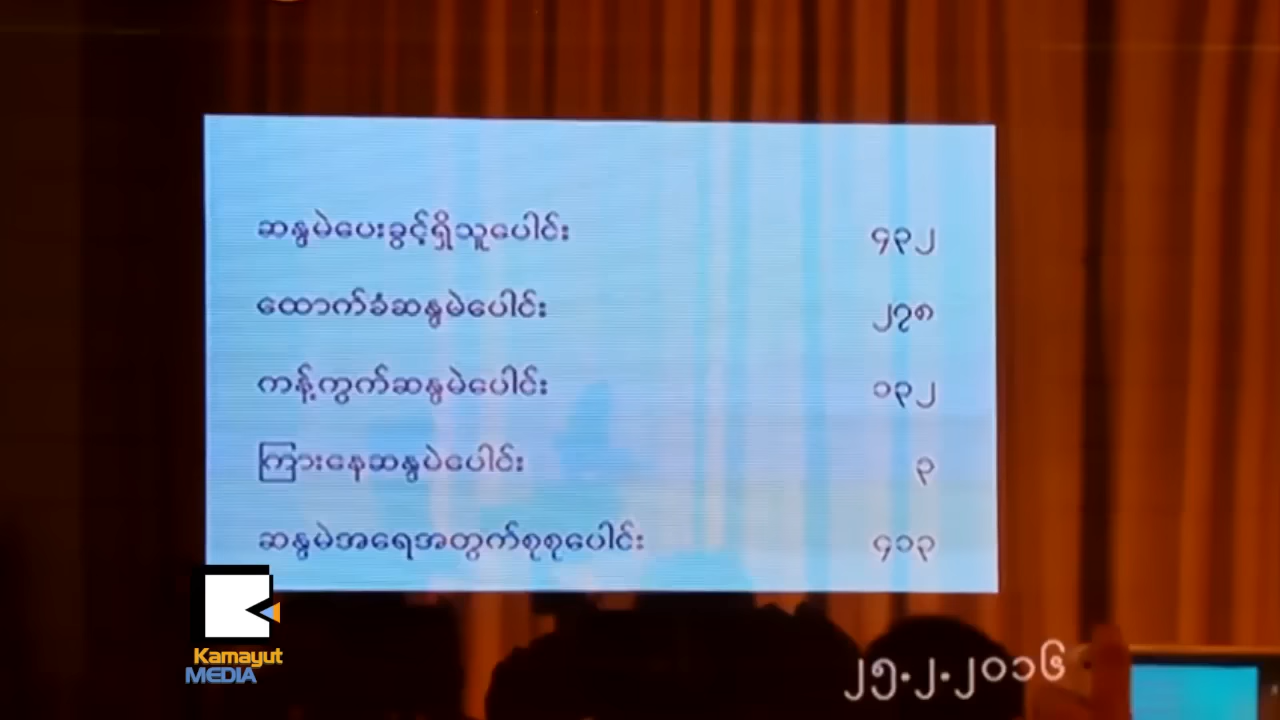 ဆန္ဒမဲပေးခွင့်ရှိသူပေါင်း ၄၃၂
ထောက်ခံဆန္ဒမဲပေါင်း ၂၇၈
ကန့်ကွက်ဆန္ဒမဲပေါင်း ၁၃၂
ကြားနေဆန္ဒမဲပေါင်း ၃
ဆန္ဒမဲအရေအတွက်စုစုပေါင်း ၄၁၃
Kamayut
MEDIA
၂၅.၂.၂၀၁၆